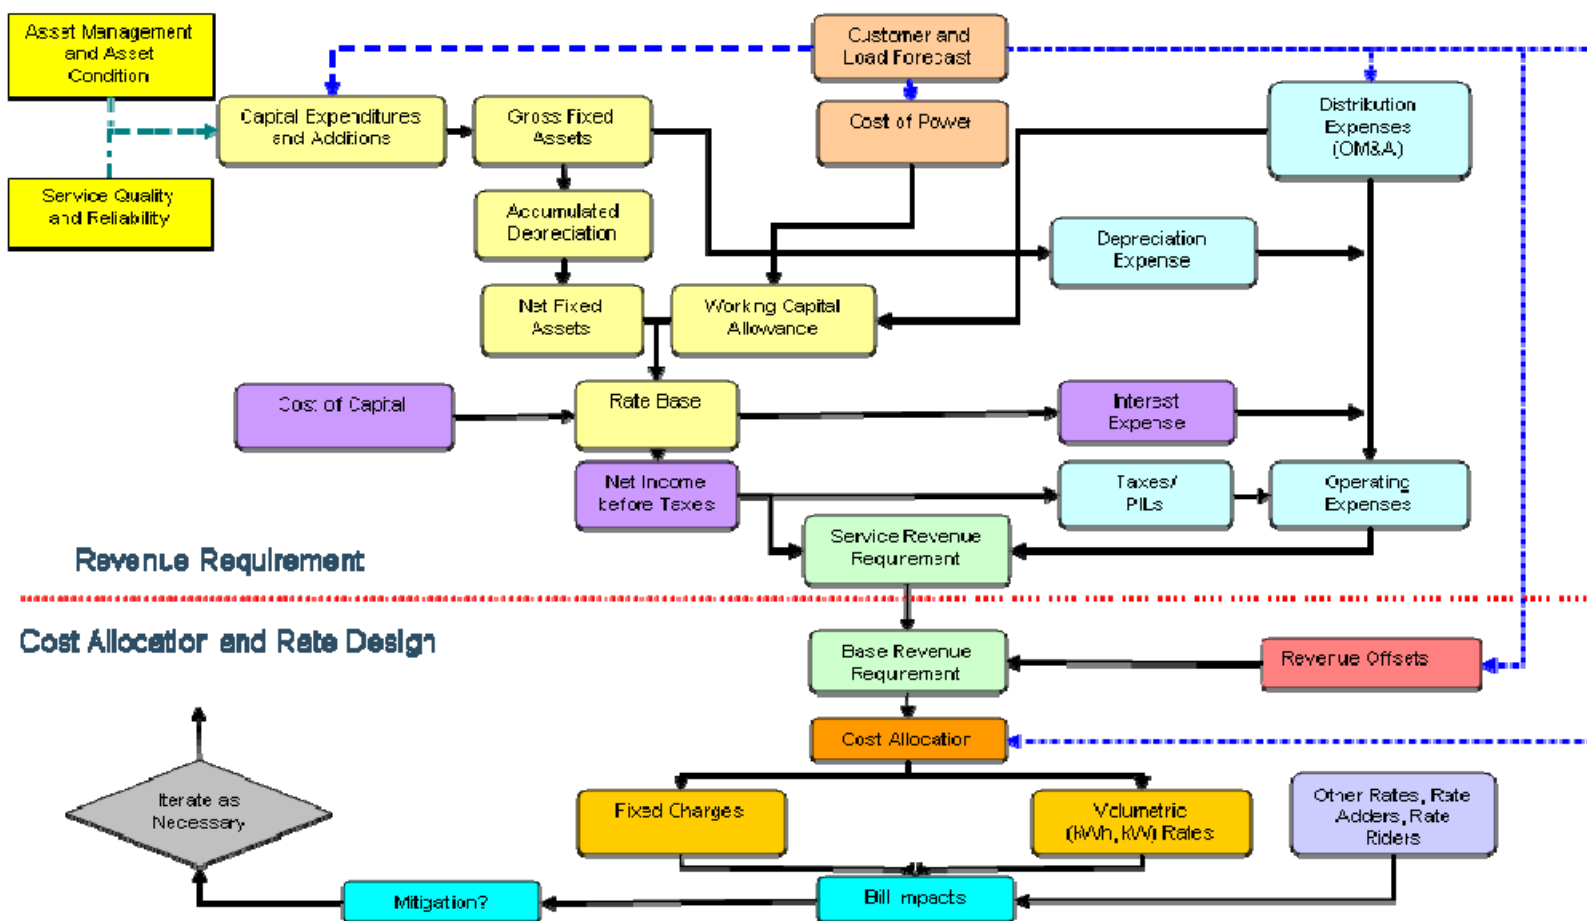 Asset Management
and Asset
Condition
Customer and
Load Forecast
Capital Expenditures
and Additions
Gross Fixed
Assets
Cost of Power
Distribution
Expenses
(OM&A)
Service Quality
and Reliability
Accumulated
Depreciation
Depreciation
Expense
Net Fixed
Assets
Working Capital
Allowance
Cost of Capital
Rate Base
Interest
Expense
Net Income
before Taxes
Taxes/
PILs
Operating
Expenses
Service Revenue
Requirement
Revenue Requirement
Cost Allocation and Rate Design
Base Revenue
Requirement
Revenue Offsets
Cost Allocation
Iterate as
Necessary
Fixed Charges
Volumetric
(kWh, kW) Rates
Other Rates, Rate
Adders, Rate
Riders
Mitigation?
Bill Impacts